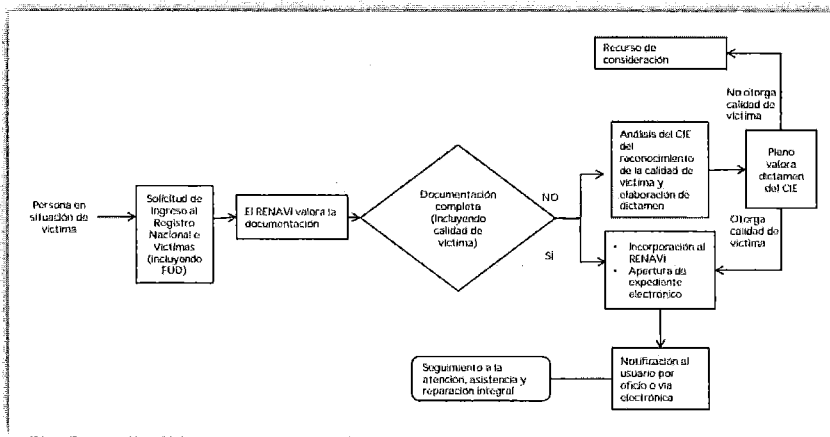 Persona en
situación de
víctima
Solicitud de
Ingreso al
Registro
Nacional e
Víctimas
(incluyendo
FUD)
El RENAVI valora la
documentación
Documentación
completa
(incluyendo
calidad de
víctima)
NO
Sí
Análisis del CIE
del
reconocimiento
de la calidad de
víctima y
elaboración de
dictamen
Pleno
valora
dictamen
del CIE
No otorga
calidad de
víctima
Recurso de
consideración
Otorga
calidad de
víctima
• Incorporación al
RENAVI
• Apertura de
expediente
electrónico
Notificación al
usuario por
oficio o vía
electrónica
Seguimiento a la
atención, asistencia y
reparación integral